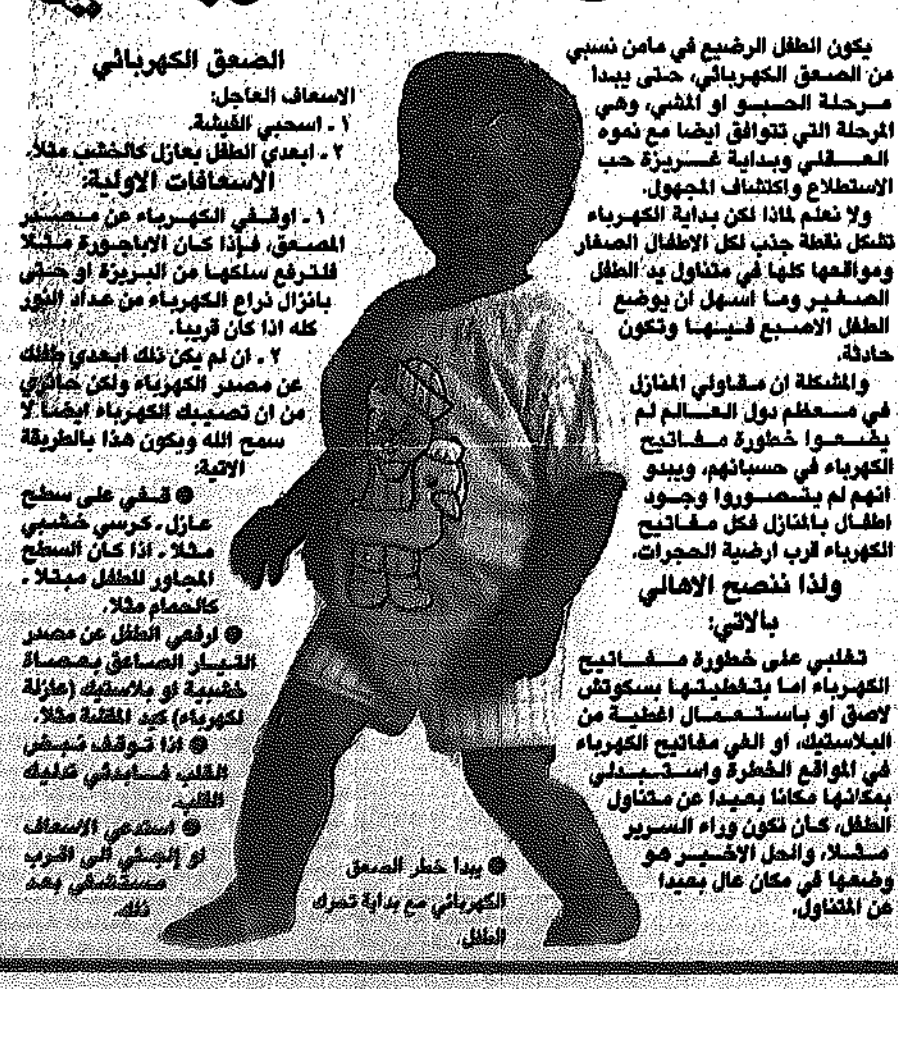 يكون الطفل الرضيع في مامن نسبي
من الصعق الكهربائي، حتى يبدا
مرحلة الحبو او المشي، وهي
المرحلة التي تتوافق ايضا مع نموه
العقلي وبداية غريزة حب
الاستطلاع واكتشاف المجهول.
ولا نعلم لماذا لكن بداية الكهرباء
تشكل نقطة جذب لكل الاطفال الصغار
ومواقعها كلها في متناول يد الطفل
الصغير وما اسهل ان يوضع
الطفل الاصبع فيها وتكون
حادثة.
والمشكلة ان مقاولي المنازل
في معظم دول العالم لم
يضعوا خطورة مفاتيح
الكهرباء في حسبانهم، ويبدو
انهم لم يتصوروا وجود
اطفال بالمنازل فكل مفاتيح
الكهرباء قرب ارضية الحجرات.
ولذا ننصح الاهالي
بالاتي:
تغلبي على خطورة مفاتيح
الكهرباء اما بتغطيتها بسكوتش
لاصق او باستعمال اغطية من
البلاستيك، او الغي مفاتيح الكهرباء
في المواقع الخطرة واستبدلي
بمكانها مكانا بعيدا عن متناول
الطفل، كأن تكون وراء السرير
مثلا، والحل الاخير هو
وضعها في مكان عال بعيدا
عن المتناول.
الصعق الكهربائي
الاسعاف العاجل:
١ ـ اسحبي الفيشة.
٢ ـ ابعدي الطفل بعازل كالخشب مثلا.
الاسعافات الاولية:
١ ـ اوقفي الكهرباء عن مصدر
الصعق، فإذا كان الاباجورة مثلا
فلترفع سلكها من البريزة او حتى
بانزال ذراع الكهرباء من عداد النور
كله اذا كان قريبا.
٢ ـ ان لم يكن ذلك ابعدي طفلك
عن مصدر الكهرباء ولكن حاذري
من ان تصيبك الكهرباء ايضا لا
سمح الله ويكون هذا بالطريقة
الاتية:
● قفي على سطح
عازل ـ كرسي خشبي
مثلا ـ اذا كان السطح
المجاور للطفل مبتلا ـ
كالحمام مثلا.
● ارفعي الطفل عن مصدر
التيار الصاعق بعصاة
خشبية او بلاستيك (عازلة
لكهرباء) كيد المقشة مثلا.
● اذا توقف نبض
القلب فابدئي تدليك
القلب.
● استدعي الاسعاف
او إلجئي الى اقرب
مستشفى بعد
ذلك.
● يبدا خطر الصعق
الكهربائي مع بداية تحرك
الطفل.